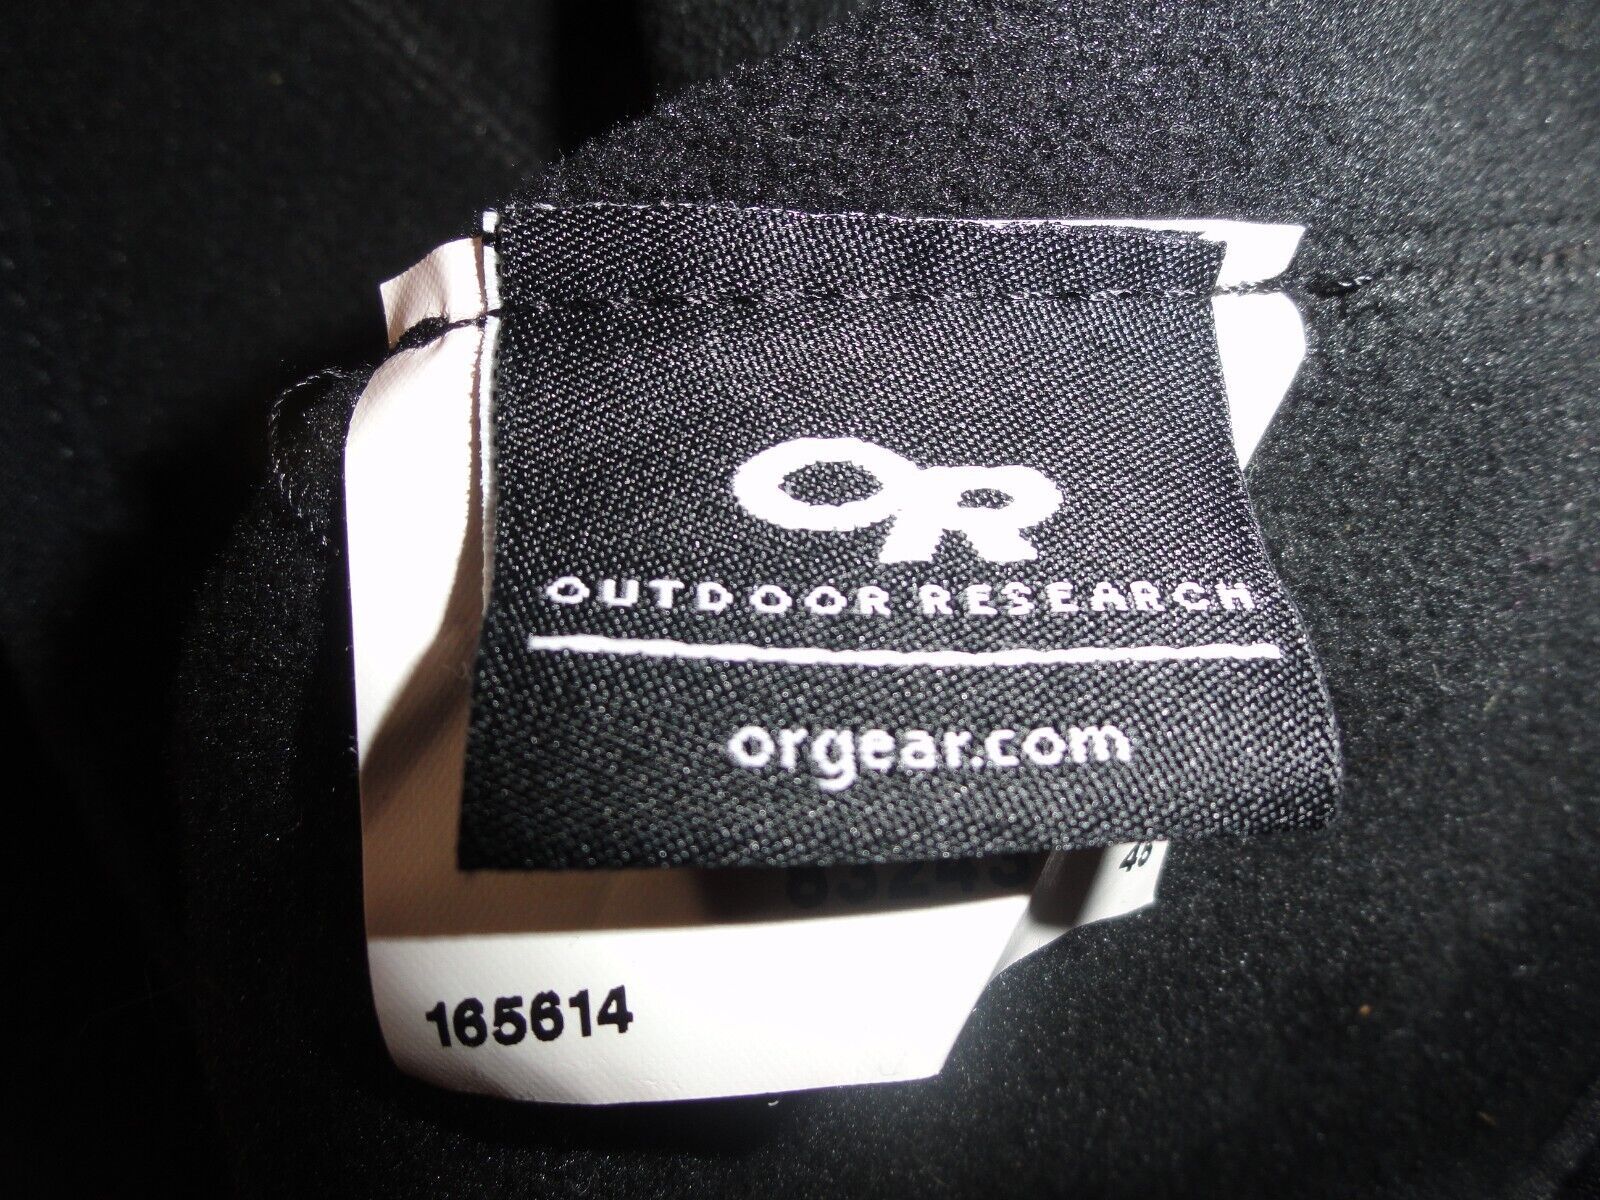 OR
OUTDOOR RESEARCH
orgear.com
165614